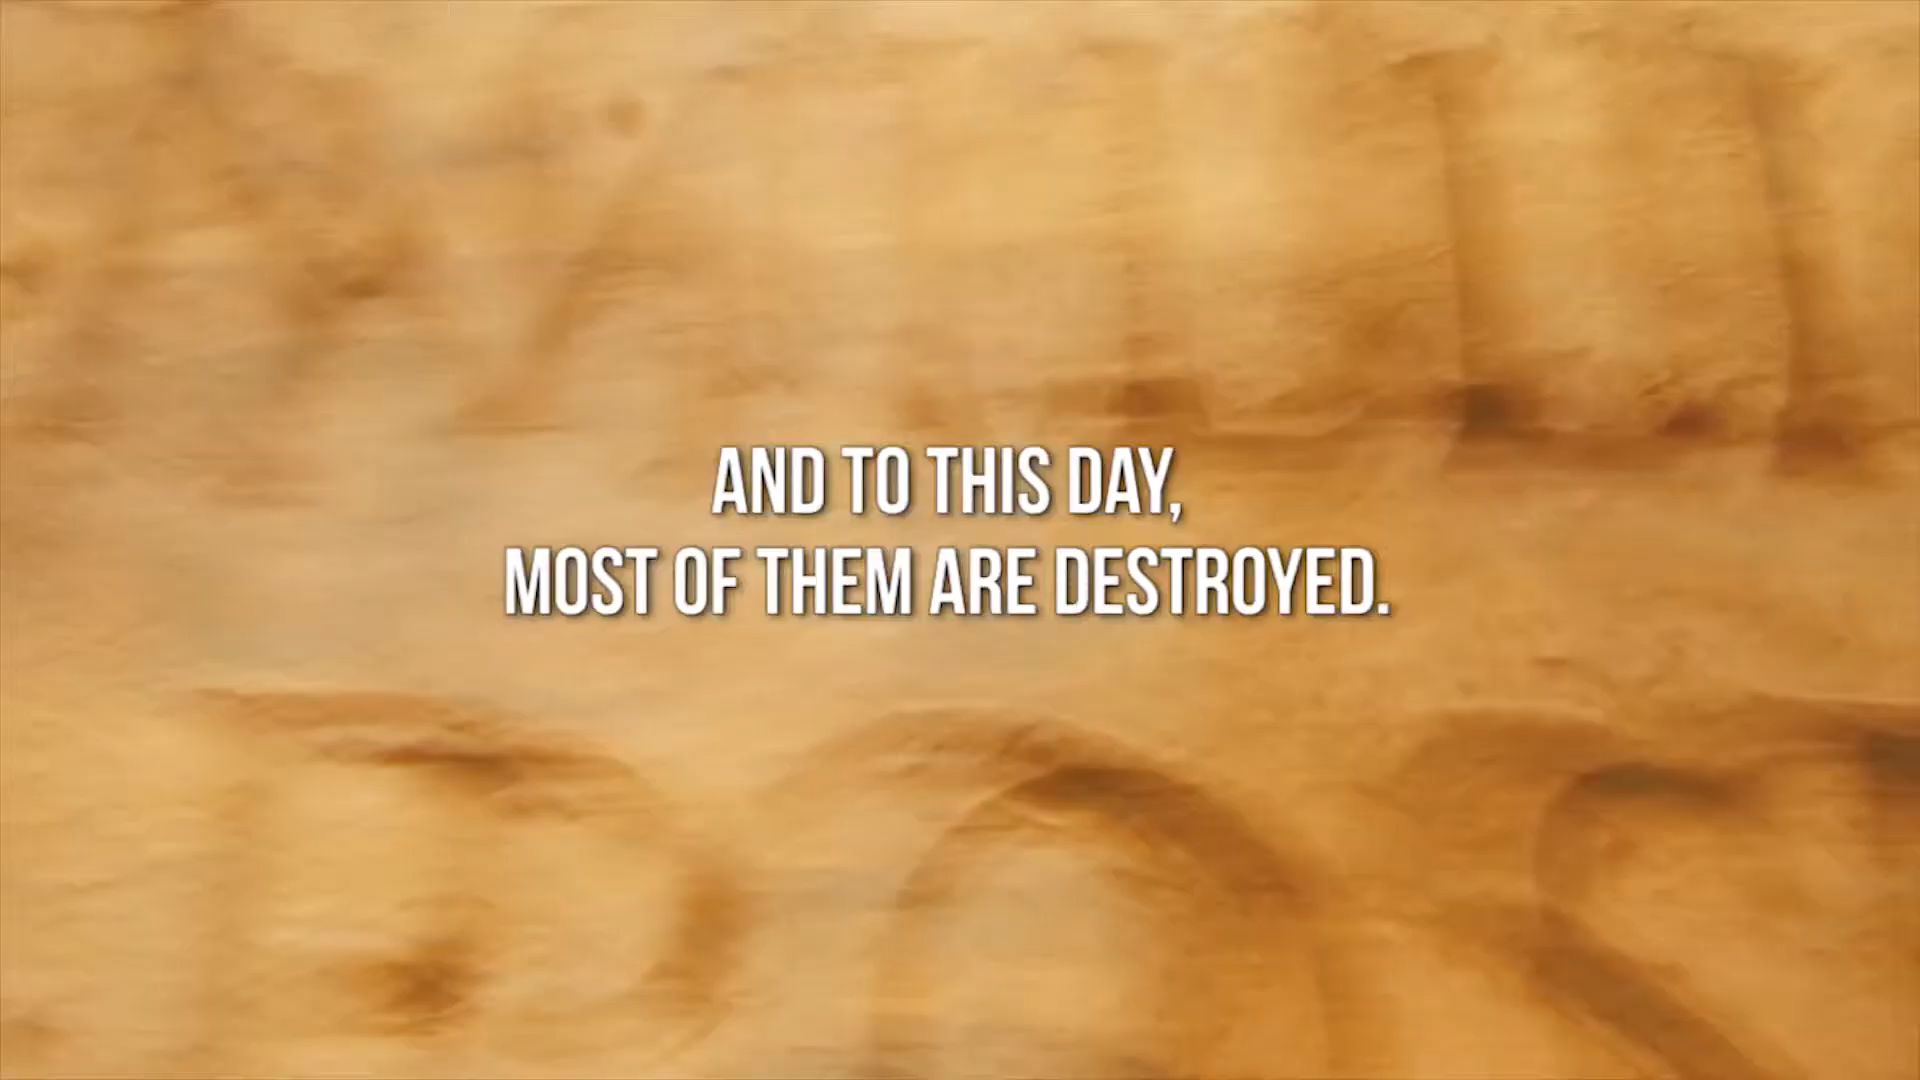 AND TO THIS DAY,
MOST OF THEM ARE DESTROYED.